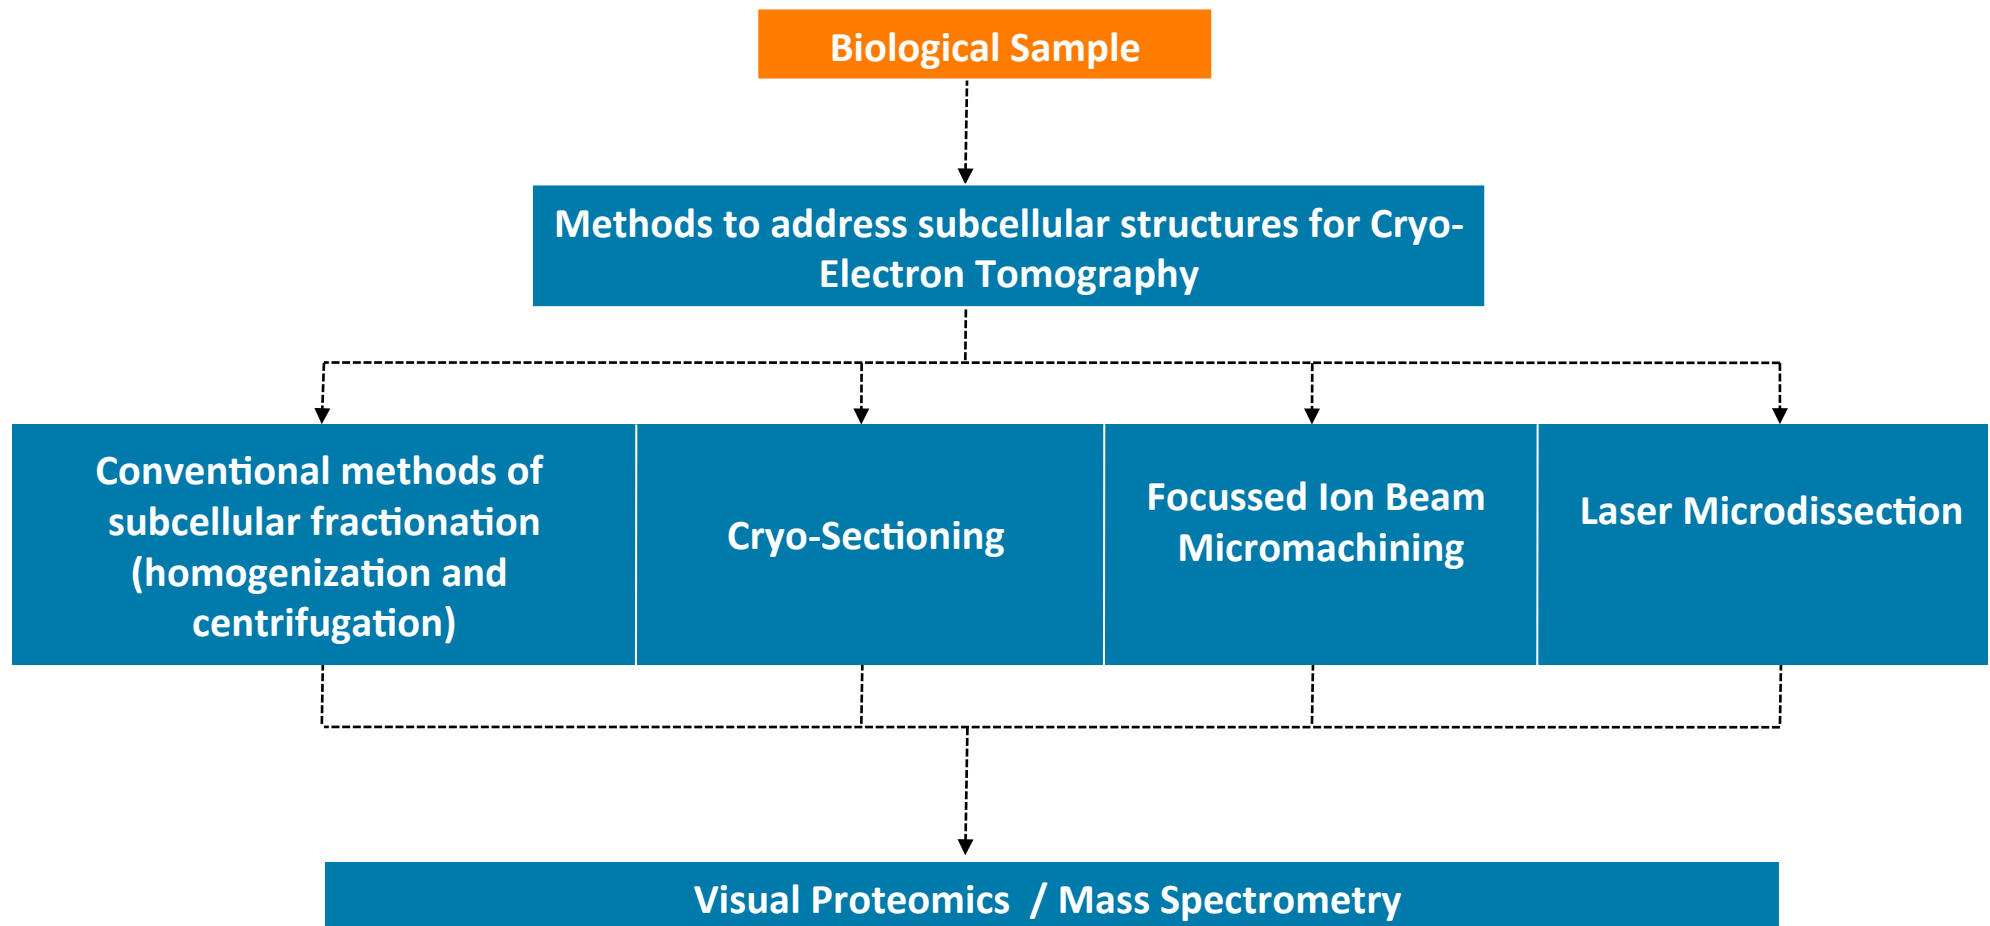 Biological Sample
Methods to address subcellular structures for Cryo-
Electron Tomography
Conventional methods of
subcellular fractionation
(homogenization and
centrifugation)
Cryo-Sectioning
Focussed Ion Beam
Micromachining
Laser Microdissection
Visual Proteomics / Mass Spectrometry